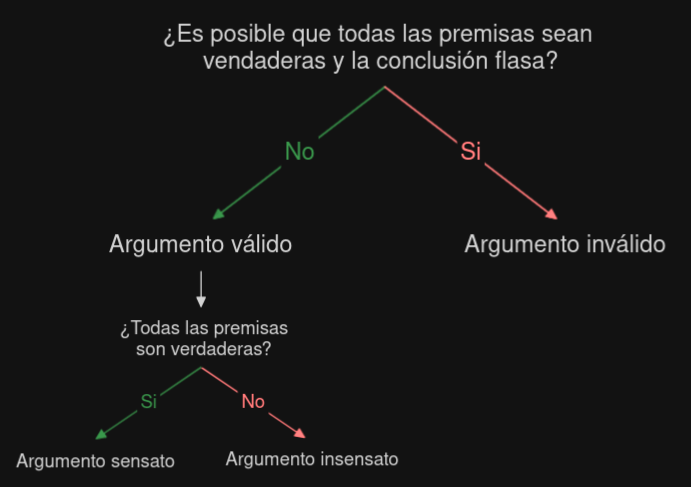 ¿Es posible que todas las premisas sean
vendaderas y la conclusión flasa?
No
Si
Argumento válido
Argumento inválido
¿Todas las premisas
son verdaderas?
Si
No
Argumento sensato
Argumento insensato